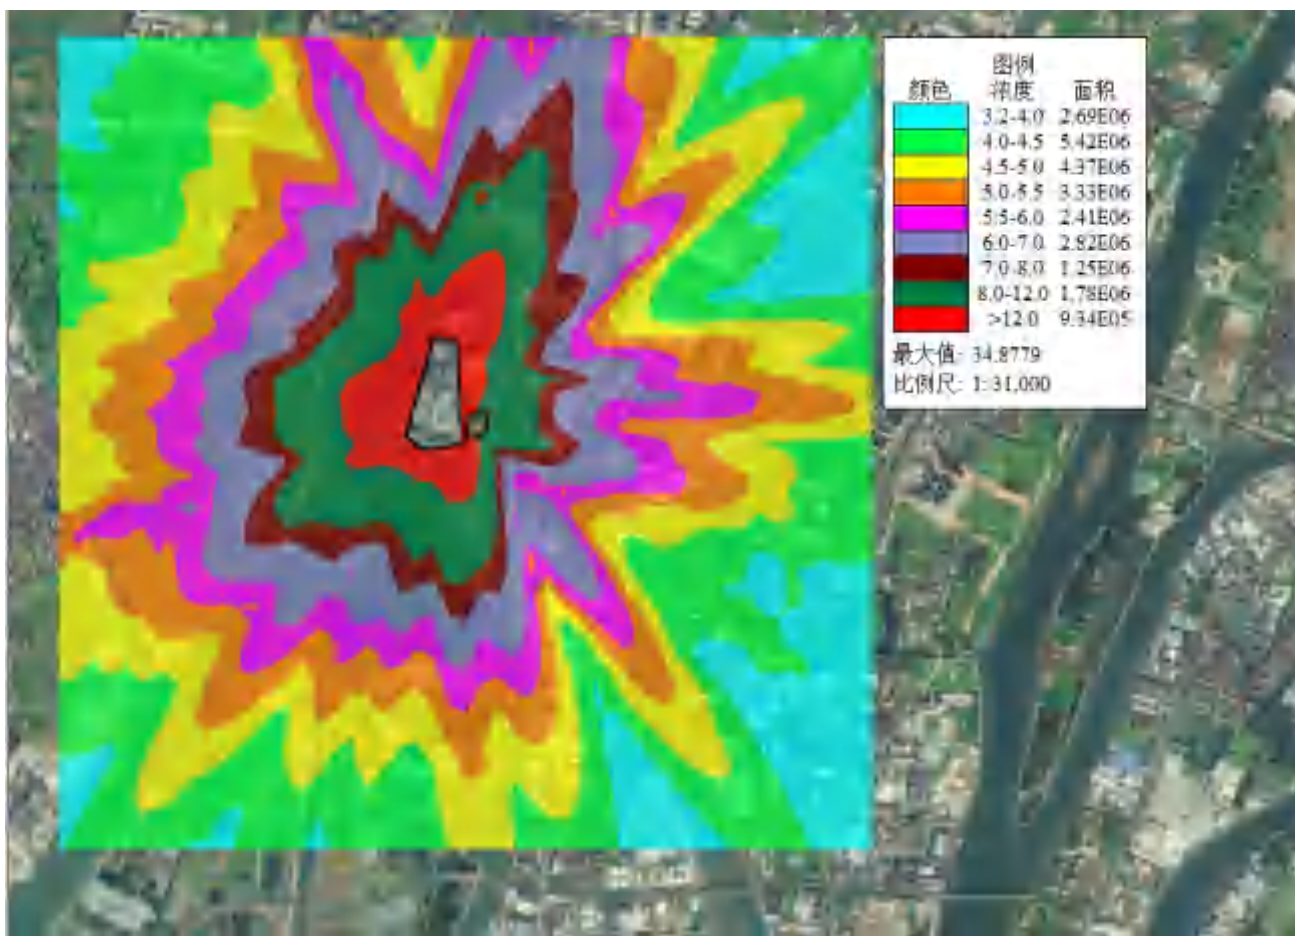 图例
颜色 浓度 面积
3.2-4.0 2.69E06
4.0-4.5 5.42E06
4.5-5.0 4.37E06
5.0-5.5 3.33E06
5.5-6.0 2.41E06
6.0-7.0 2.82E06
7.0-8.0 1.25E06
8.0-12.0 1.78E06
>12.0 9.34E05
最大值: 34.8779
比例尺: 1: 31,000